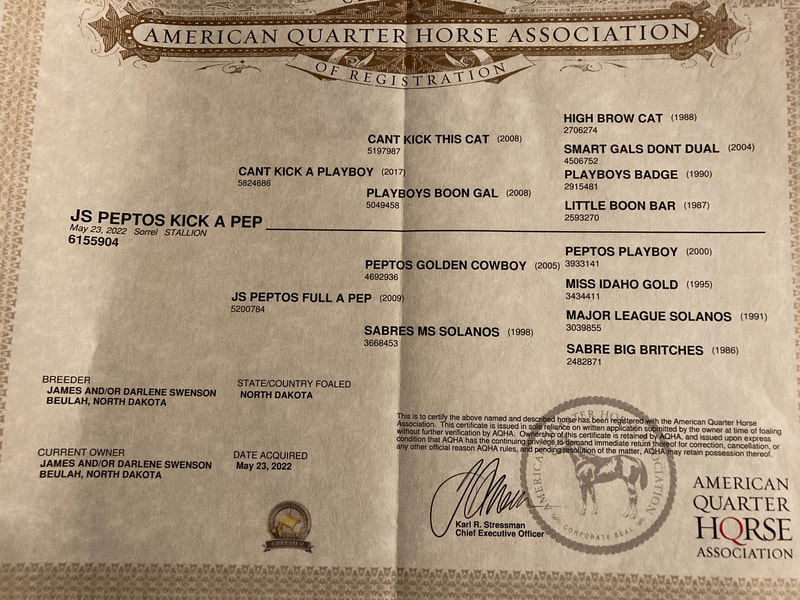 AMERICAN QUARTER HORSE ASSOCIATION
OF REGISTRATION
HIGH BROW CAT (1988)
2706274
CANT KICK THIS CAT (2008)
5197987
SMART GALS DONT DUAL (2004)
4506752
CANT KICK A PLAYBOY (2017)
5824686
PLAYBOYS BADGE (1990)
2915481
PLAYBOYS BOON GAL (2008)
5049458
LITTLE BOON BAR (1987)
2593270
JS PEPTOS KICK A PEP
May 23, 2022 Sorrel STALLION
6155904
PEPTOS PLAYBOY (2000)
3933141
PEPTOS GOLDEN COWBOY (2005)
4692936
MISS IDAHO GOLD (1995)
3434411
JS PEPTOS FULL A PEP (2009)
5200784
MAJOR LEAGUE SOLANOS (1991)
3039855
SABRES MS SOLANOS (1998)
3668453
SABRE BIG BRITCHES (1986)
2482871
BREEDER
JAMES AND/OR DARLENE SWENSON
BEULAH, NORTH DAKOTA
STATE/COUNTRY FOALED
NORTH DAKOTA
CURRENT OWNER
JAMES AND/OR DARLENE SWENSON
BEULAH, NORTH DAKOTA
DATE ACQUIRED
May 23, 2022
This is to certify the above named and described horse has been registered with the American Quarter Horse
Association. This certificate is issued in sole reliance on written application submitted by the owner at time of foaling
without further verification by AQHA. Ownership of this certificate is retained by AQHA, and issued upon express
condition that AQHA has the continuing privilege to demand immediate return thereof for correction, cancellation, or
any other official reason AQHA rules, and pending resolution of the matter, AQHA may retain possession thereof.
Karl R. Stressman
Chief Executive Officer
AMERICAN QUARTER HORSE ASSOCIATION
CORPORATE SEAL
BREEDER
AMERICAN
QUARTER
HORSE
ASSOCIATION